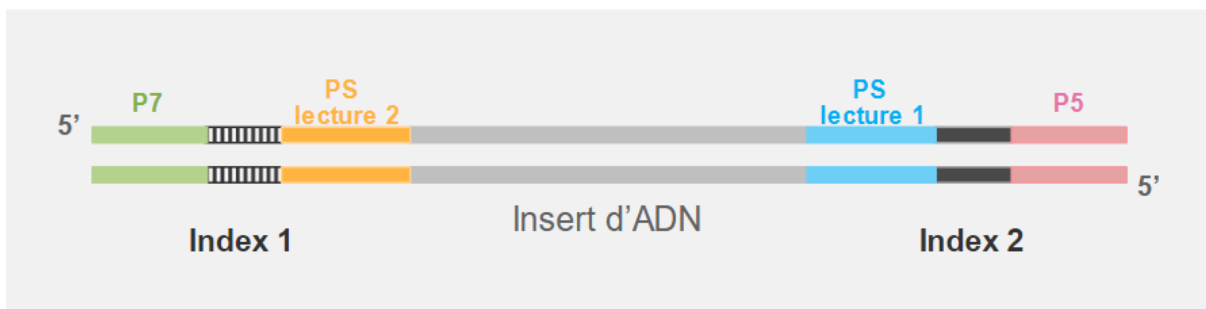 P7
PS
lecture 2
PS
lecture 1
P5
5’
5’
Insert d’ADN
Index 1
Index 2